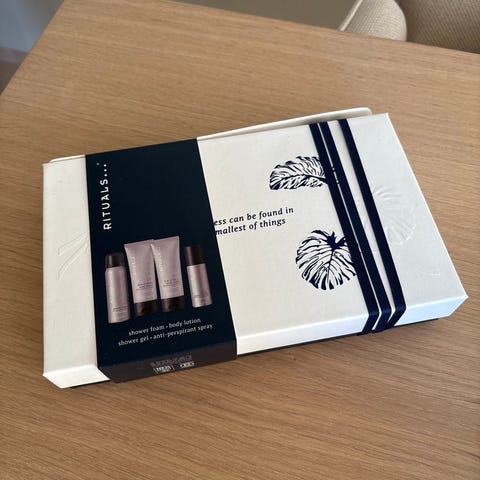 RITUALS...
ess can be found in
mallest of things
shower foam • body lotion
shower gel • anti-perspirant spray